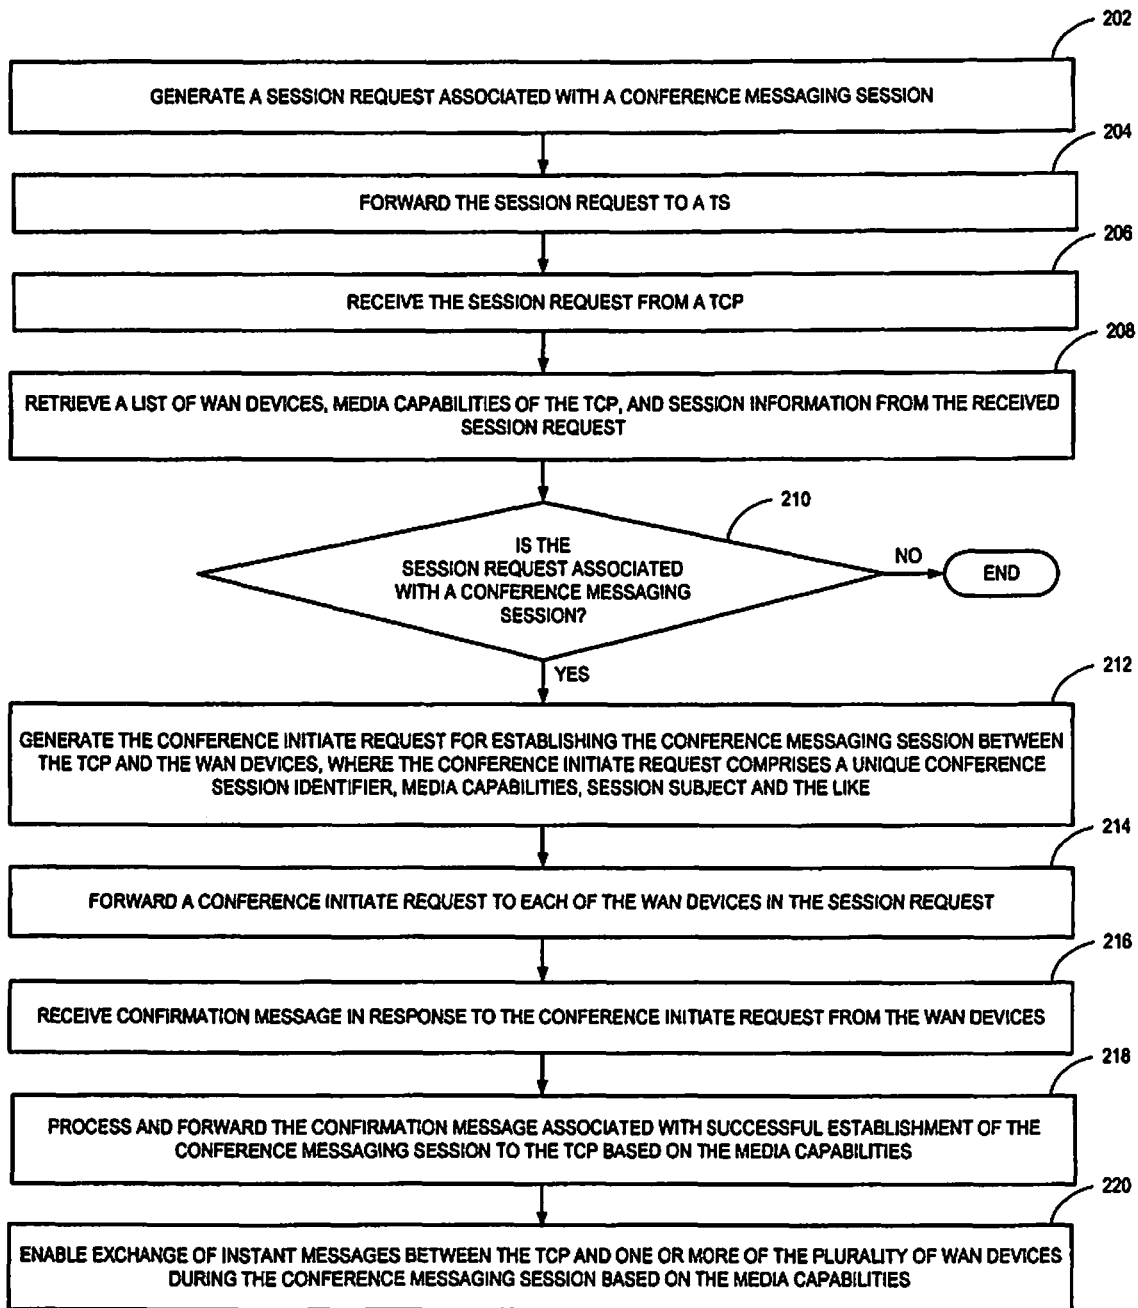 202
GENERATE A SESSION REQUEST ASSOCIATED WITH A CONFERENCE MESSAGING SESSION
204
FORWARD THE SESSION REQUEST TO A TS
206
RECEIVE THE SESSION REQUEST FROM A TCP
208
RETRIEVE A LIST OF WAN DEVICES, MEDIA CAPABILITIES OF THE TCP, AND SESSION INFORMATION FROM THE RECEIVED
SESSION REQUEST
210
IS THE
SESSION REQUEST ASSOCIATED
WITH A CONFERENCE MESSAGING
SESSION?
NO
END
YES
212
GENERATE THE CONFERENCE INITIATE REQUEST FOR ESTABLISHING THE CONFERENCE MESSAGING SESSION BETWEEN
THE TCP AND THE WAN DEVICES, WHERE THE CONFERENCE INITIATE REQUEST COMPRISES A UNIQUE CONFERENCE
SESSION IDENTIFIER, MEDIA CAPABILITIES, SESSION SUBJECT AND THE LIKE
214
FORWARD A CONFERENCE INITIATE REQUEST TO EACH OF THE WAN DEVICES IN THE SESSION REQUEST
216
RECEIVE CONFIRMATION MESSAGE IN RESPONSE TO THE CONFERENCE INITIATE REQUEST FROM THE WAN DEVICES
218
PROCESS AND FORWARD THE CONFIRMATION MESSAGE ASSOCIATED WITH SUCCESSFUL ESTABLISHMENT OF THE
CONFERENCE MESSAGING SESSION TO THE TCP BASED ON THE MEDIA CAPABILITIES
220
ENABLE EXCHANGE OF INSTANT MESSAGES BETWEEN THE TCP AND ONE OR MORE OF THE PLURALITY OF WAN DEVICES
DURING THE CONFERENCE MESSAGING SESSION BASED ON THE MEDIA CAPABILITIES